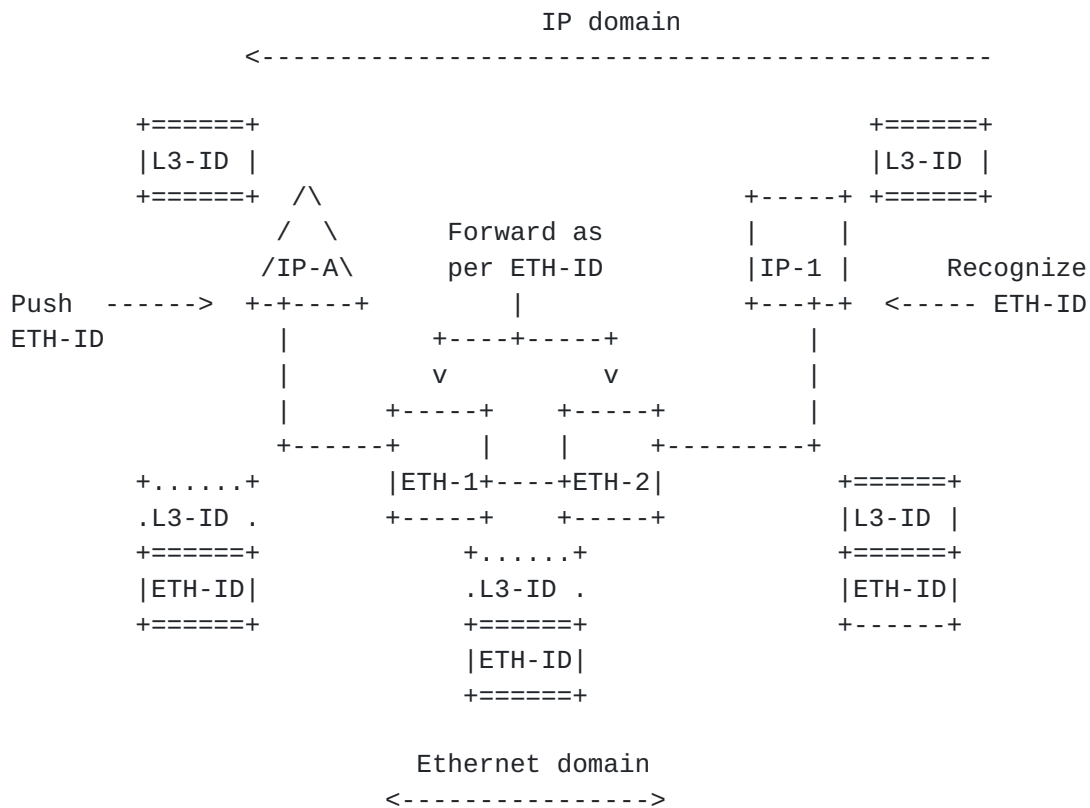 IP domain
               <-----------------------------------------------

        +======+                                        +======+
        |L3-ID |                                        |L3-ID |
        +======+  /\                            +-----+ +======+
                 /  \       Forward as         |     |
                /IP-A\      per ETH-ID         |IP-1 |      Recognize
Push  ------>  +-+----+         |              +---+-+  <----- ETH-ID
ETH-ID           |         +----+-----+            |
                 |         v          v            |
                 |      +-----+    +-----+         |
                 +------+     |    |     +---------+
        +......+        |ETH-1+----+ETH-2|           +======+
        .L3-ID .        +-----+    +-----+           |L3-ID |
        +======+             +......+                +======+
        |ETH-ID|             .L3-ID .                |ETH-ID|
        +======+             +======+                +------+
                             |ETH-ID|
                             +======+

                          Ethernet domain
                        <---------------->